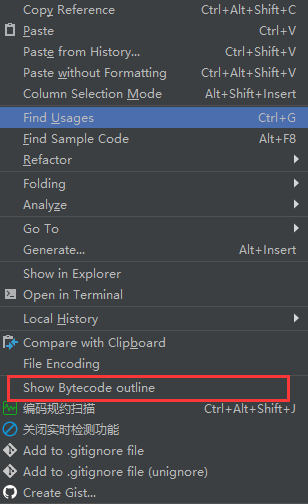 Copy Reference Ctrl+Alt+Shift+C
Paste Ctrl+V
Paste from History... Ctrl+Shift+V
Paste without Formatting Ctrl+Alt+Shift+V
Column Selection Mode Alt+Shift+Insert
Find Usages Ctrl+G
Find Sample Code Alt+F8
Refactor
Folding
Analyze
Go To
Generate... Alt+Insert
Show in Explorer
Open in Terminal
Local History
Compare with Clipboard
File Encoding
Show Bytecode outline
编码规约扫描 Ctrl+Alt+Shift+J
关闭实时检测功能
Add to .gitignore file
Add to .gitignore file (unignore)
Create Gist...